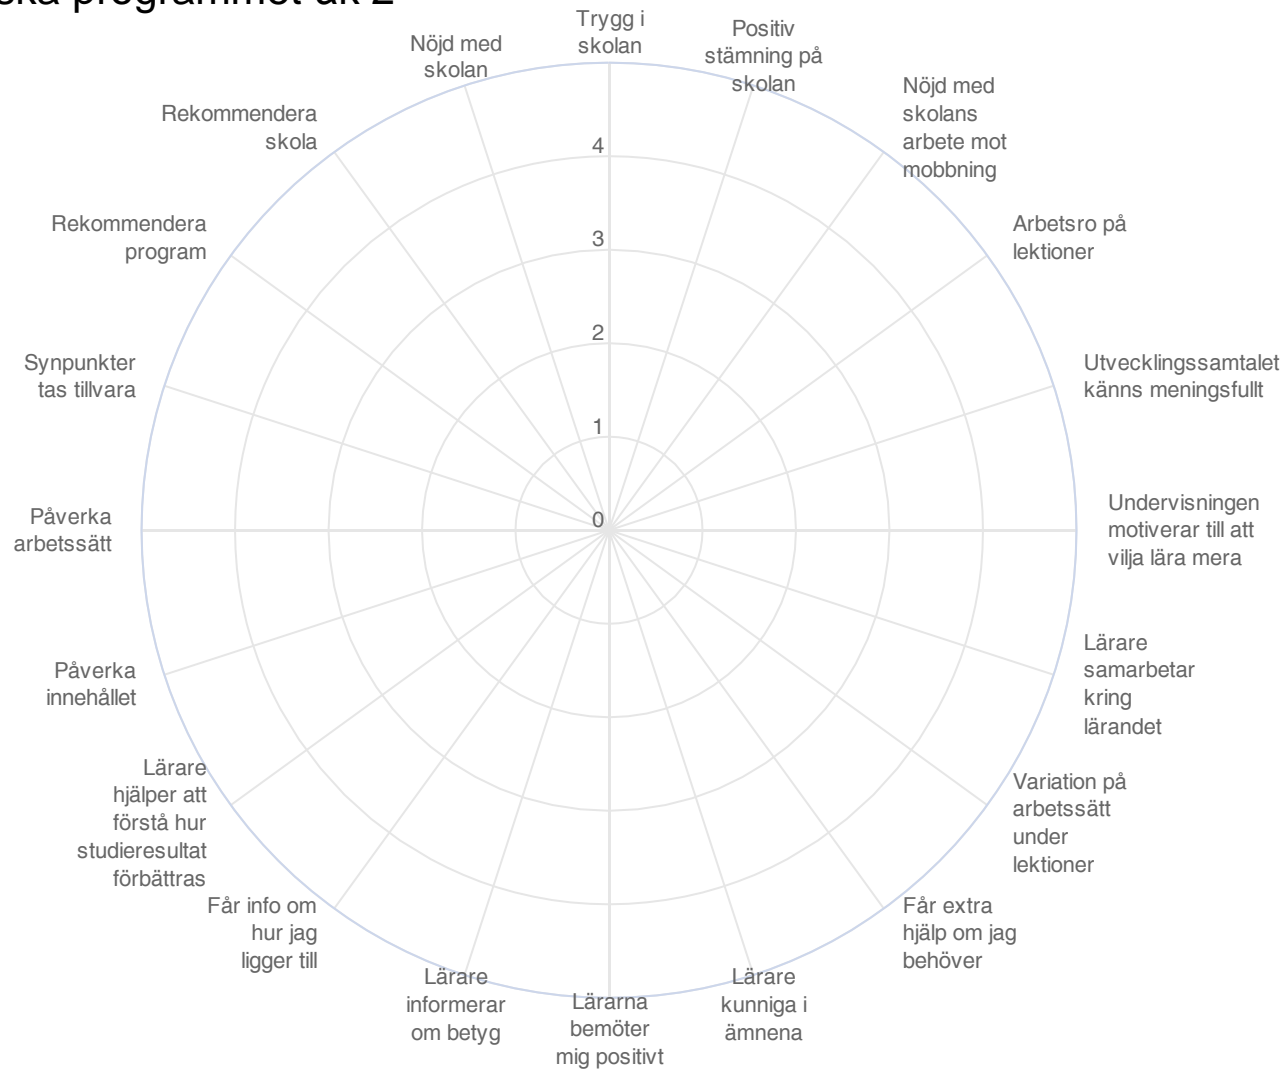 programmet åk 2
Trygg i
skolan
Positiv
stämning på
skolan
Nöjd med
skolans
arbete mot
mobbning
Arbetsro på
lektioner
Utvecklingssamtalet
känns meningsfullt
Undervisningen
motiverar till att
vilja lära mera
Lärare
samarbetar
kring
lärandet
Variation på
arbetssätt
under
lektioner
Får extra
hjälp om jag
behöver
Lärare
kunniga i
ämnena
Lärarna
bemöter
mig positivt
Lärare
informerar
om betyg
Får info om
hur jag
ligger till
Lärare
hjälper att
förstå hur
studieresultat
förbättras
Påverka
innehållet
Påverka
arbetssätt
Synpunkter
tas tillvara
Rekommendera
program
Rekommendera
skola
Nöjd med
skolan
4
3
2
1
0